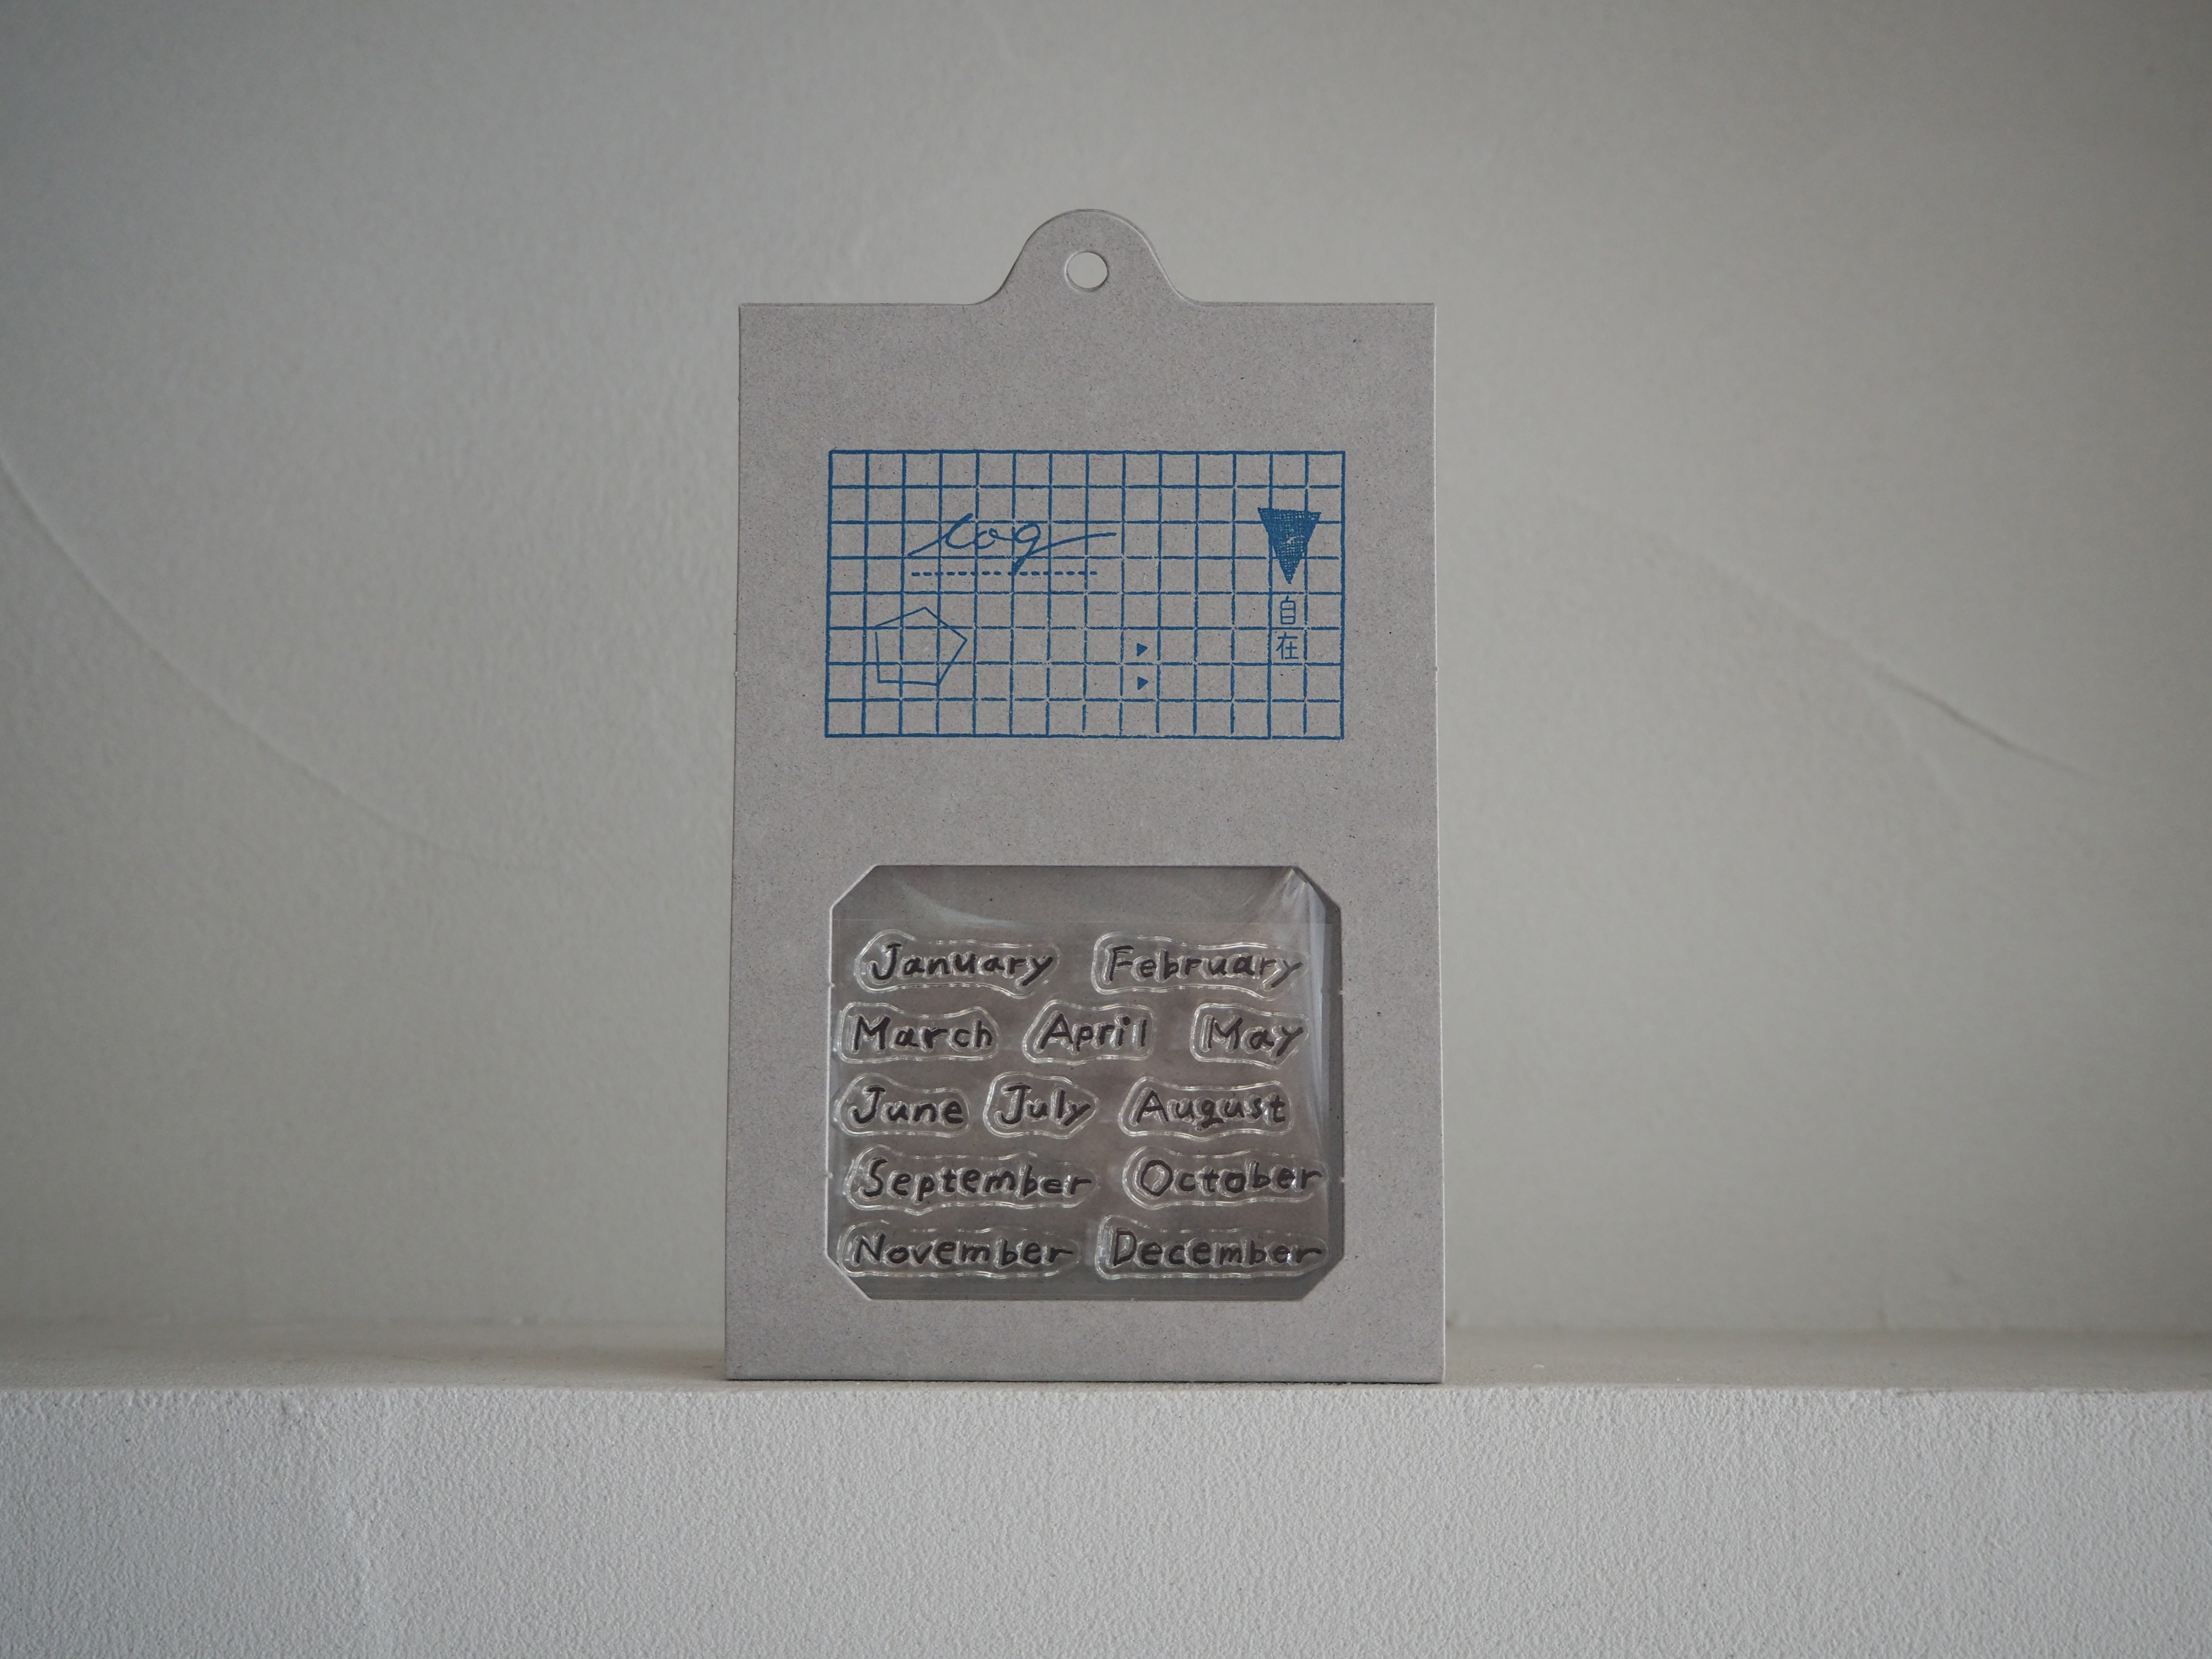 log
自在
January February
March April May
June July August
September October
November December